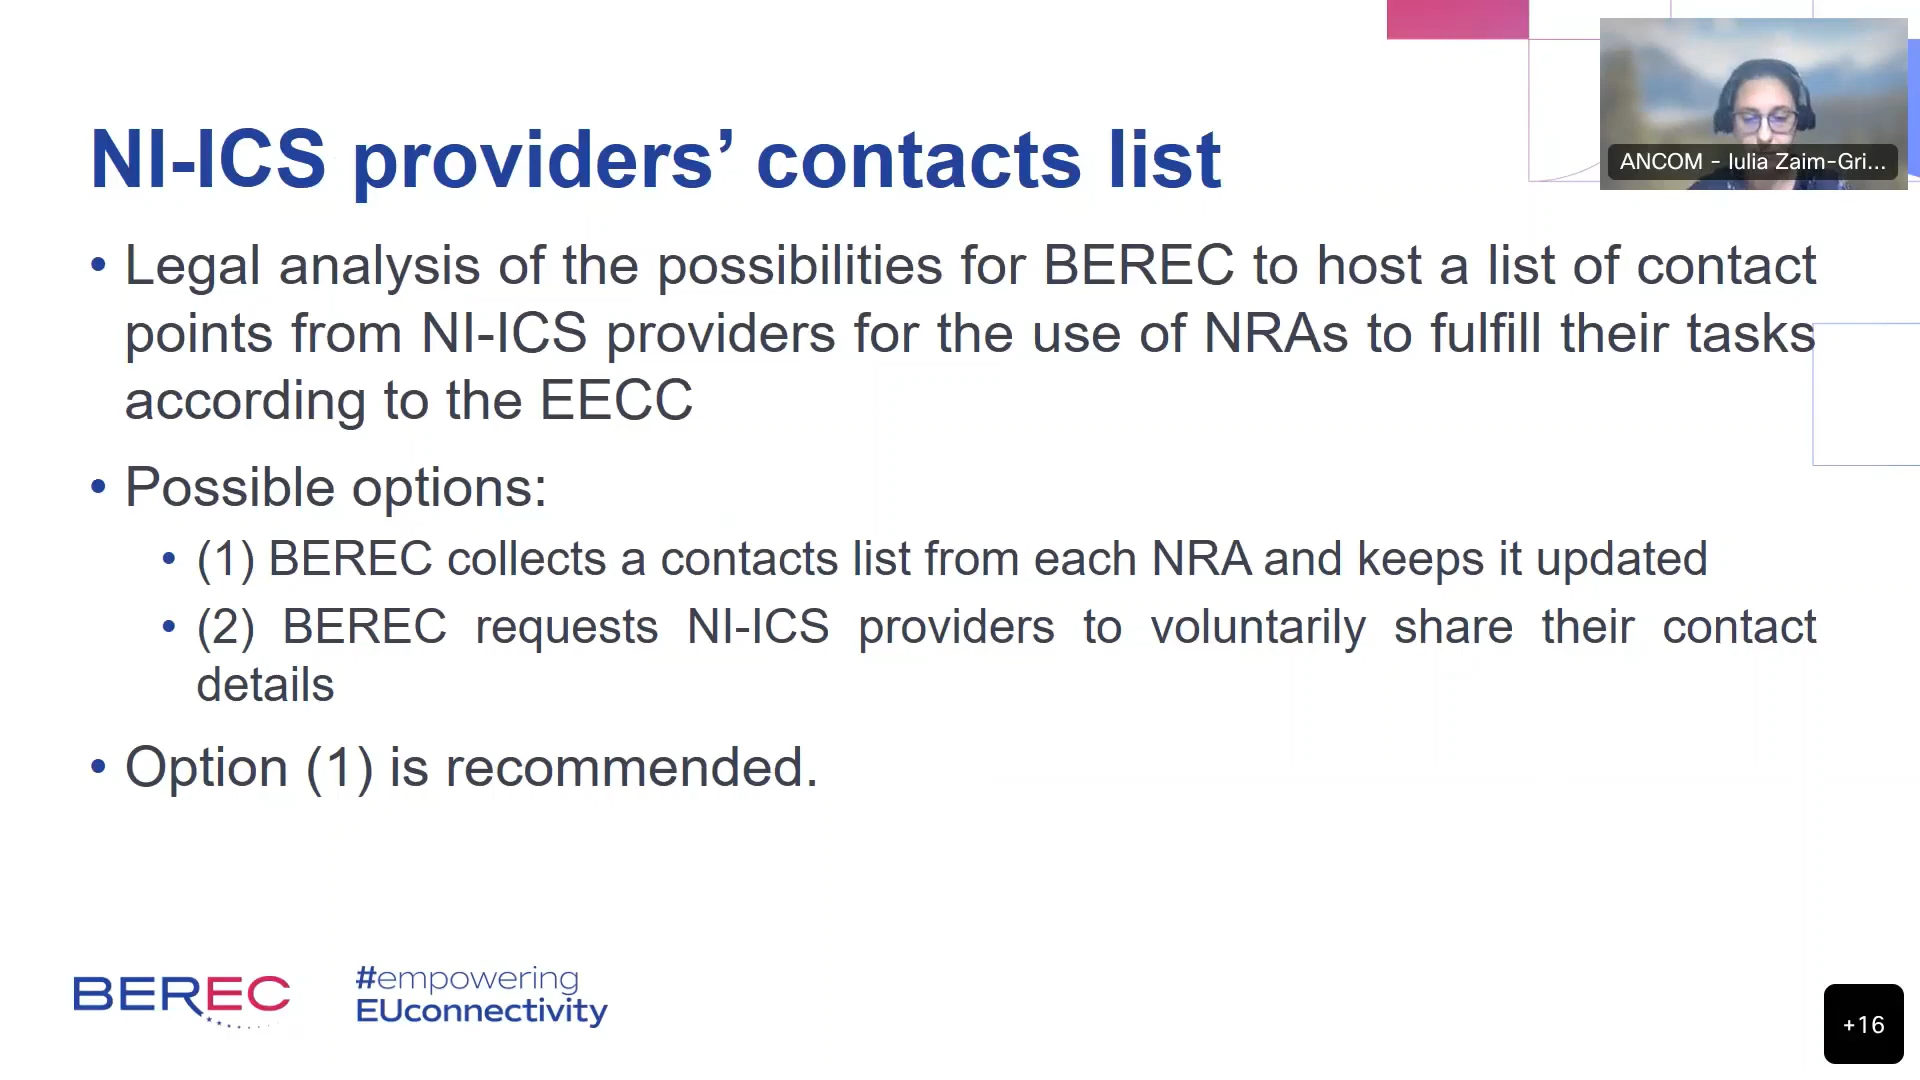 NI-ICS providers’ contacts list
ANCOM - Iulia Zaim-Gri...
• Legal analysis of the possibilities for BEREC to host a list of contact
points from NI-ICS providers for the use of NRAs to fulfill their tasks
according to the EECC
• Possible options:
• (1) BEREC collects a contacts list from each NRA and keeps it updated
• (2) BEREC requests NI-ICS providers to voluntarily share their contact
details
• Option (1) is recommended.
BEREC
#empowering
EUconnectivity
+16